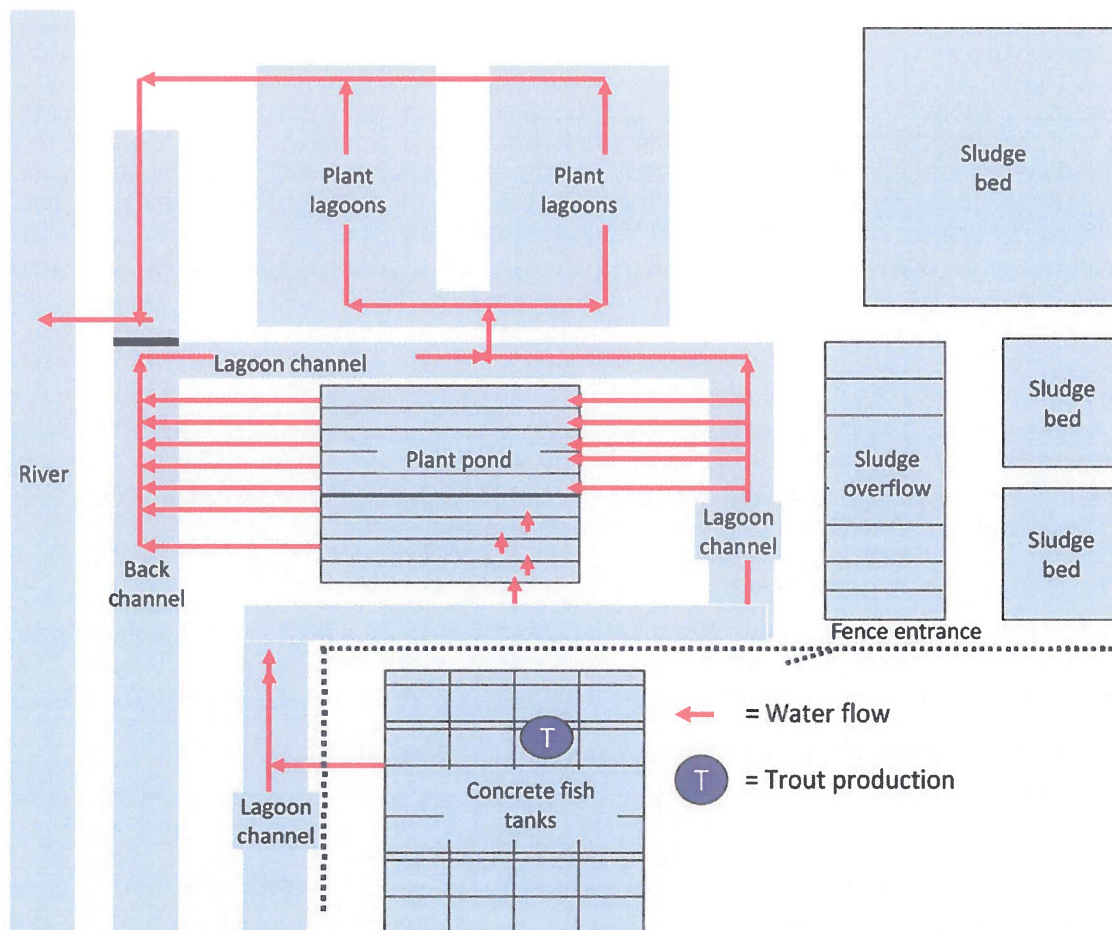 Plant
lagoons
Plant
lagoons
Sludge
bed
Lagoon channel
Sludge
bed
River
Plant pond
Sludge
overflow
Lagoon
channel
Sludge
bed
Back
channel
Fence entrance
= Water flow
T
T
= Trout production
Concrete fish
tanks
Lagoon
channel